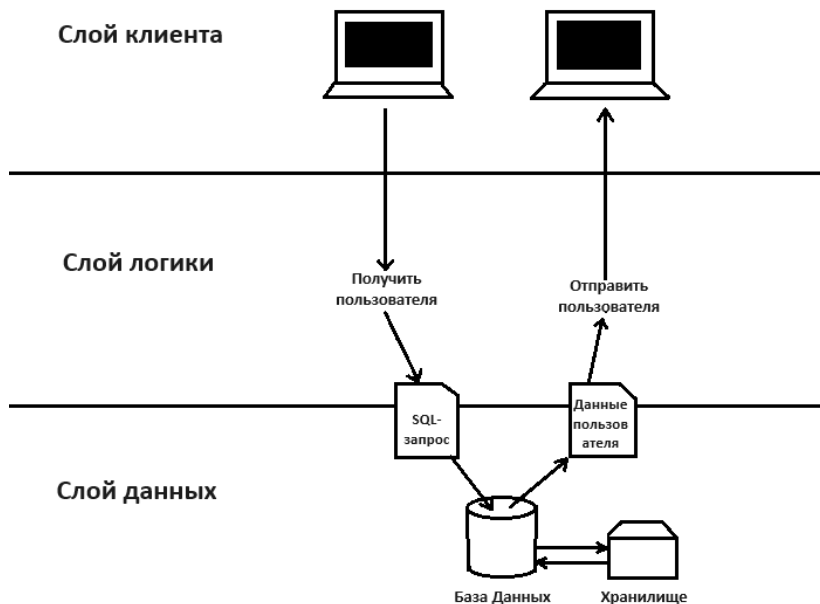 Слой клиента
Слой логики
Получить
пользователя
Отправить
пользователя
SQL-
запрос
Данные
пользов
ателя
Слой данных
База Данных
Хранилище